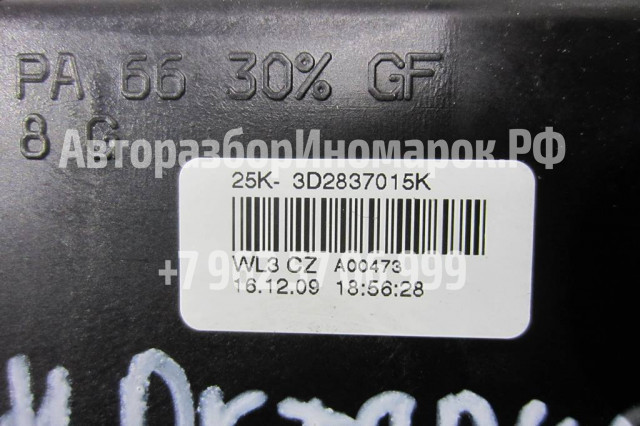 PA 66 30% GF
8 C
АвторазборИномарок.РФ
25K- 3D2837015K
WL3 CZ A00473
16.12.09 18:56:28